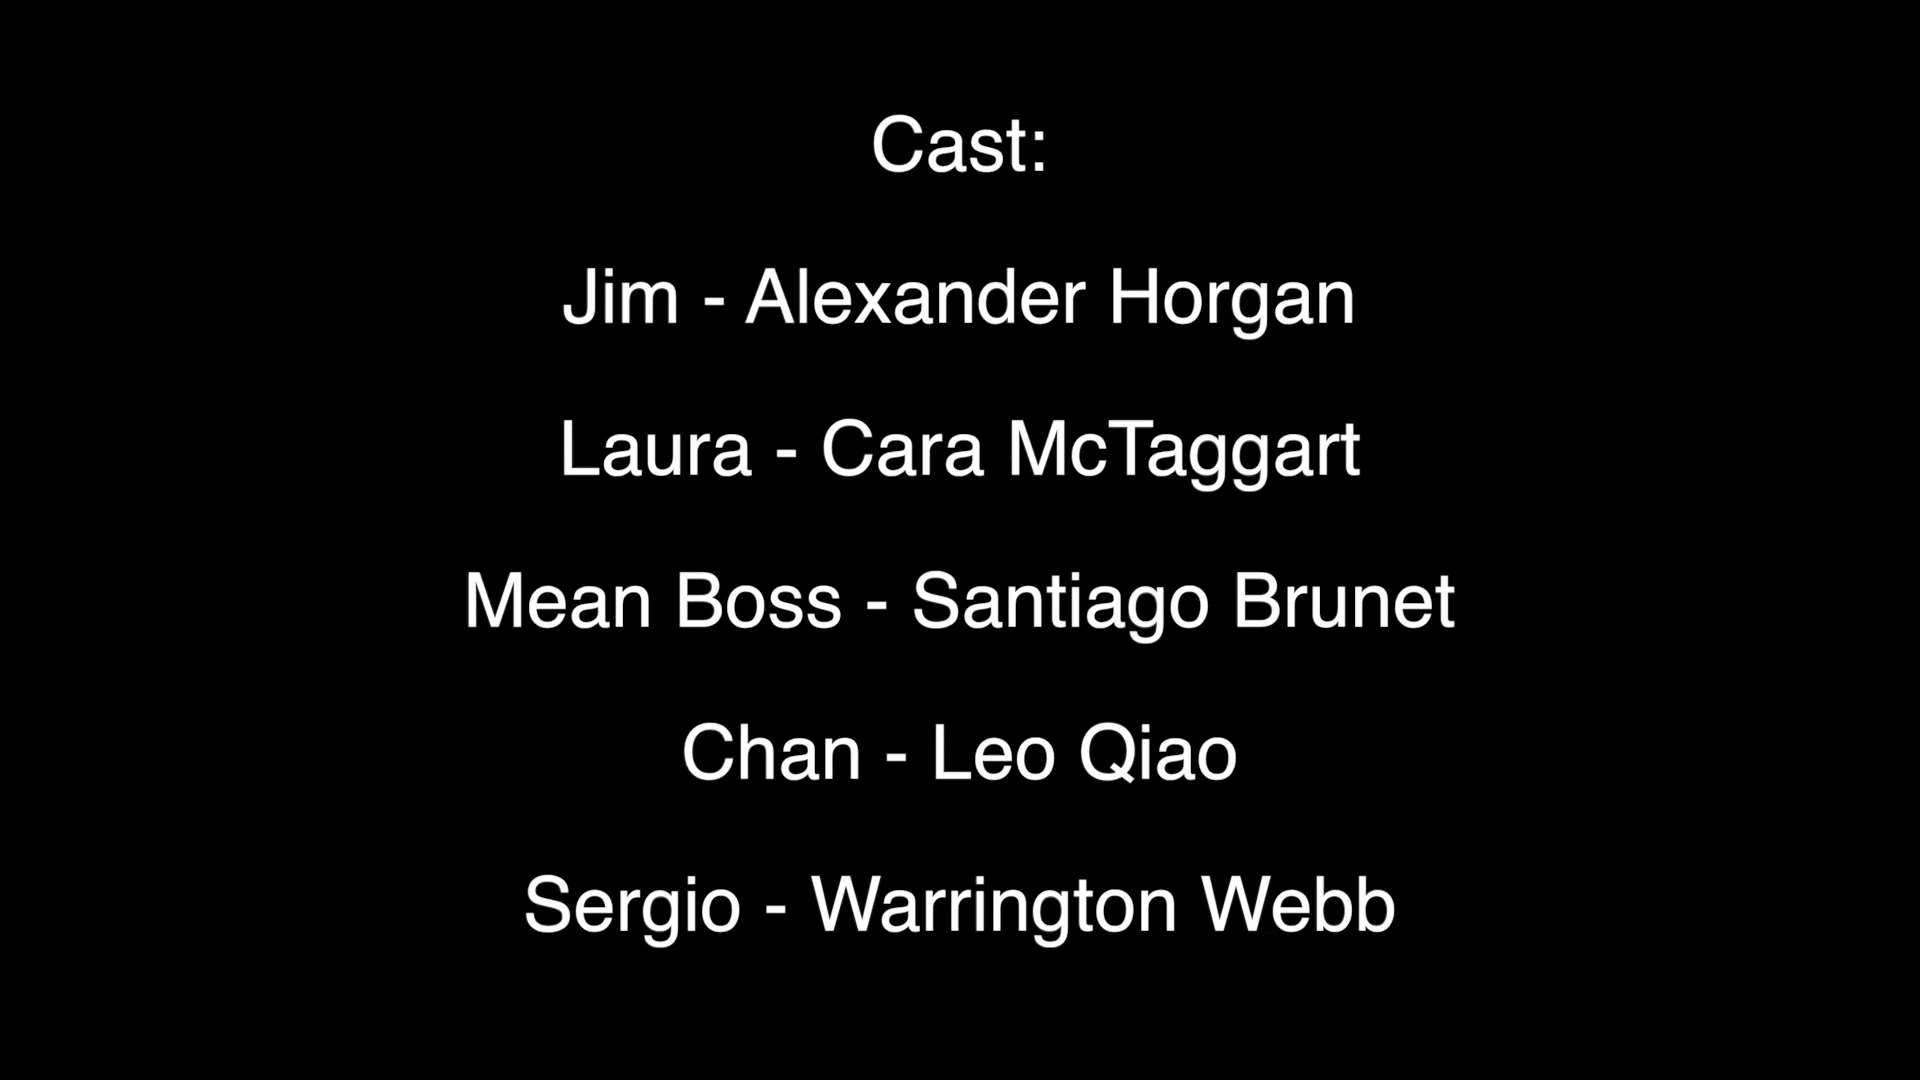 Cast:
Jim - Alexander Horgan
Laura - Cara McTaggart
Mean Boss - Santiago Brunet
Chan - Leo Qiao
Sergio - Warrington Webb